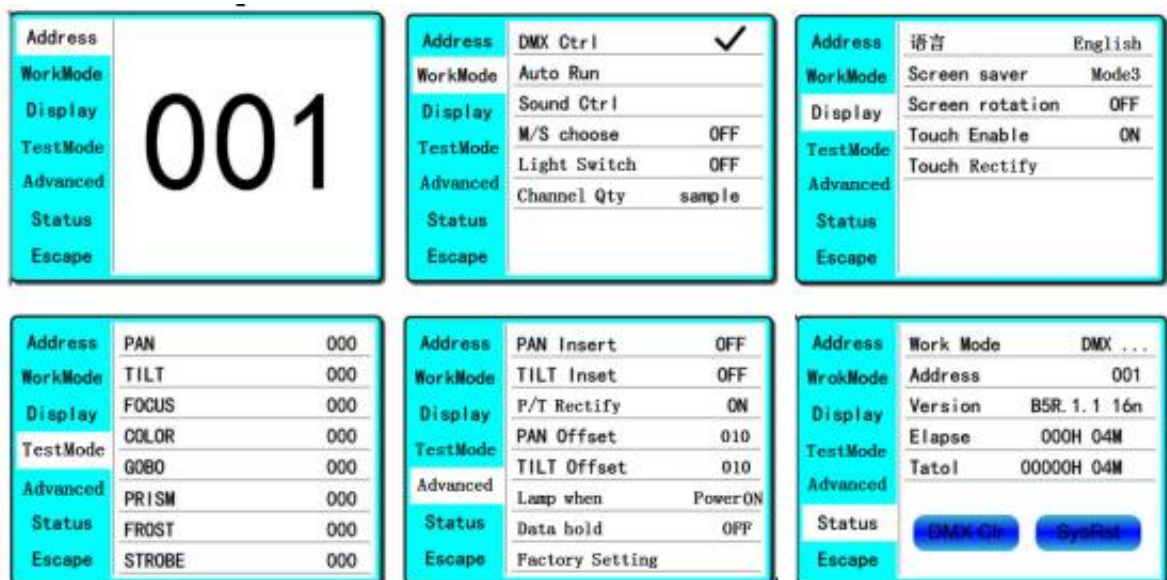 Address
WorkMode
Display
TestMode
Advanced
Status
Escape
001
Address
WorkMode
Display
TestMode
Advanced
Status
Escape
DMX Ctrl ✓
Auto Run
Sound Ctrl
M/S choose OFF
Light Switch OFF
Channel Qty sample
Address
WorkMode
Display
TestMode
Advanced
Status
Escape
语言 English
Screen saver Mode3
Screen rotation OFF
Touch Enable ON
Touch Rectify
Address
WorkMode
Display
TestMode
Advanced
Status
Escape
PAN 000
TILT 000
FOCUS 000
COLOR 000
GOBO 000
PRISM 000
FROST 000
STROBE 000
Address
WorkMode
Display
TestMode
Advanced
Status
Escape
PAN Insert OFF
TILT Inset OFF
P/T Rectify ON
PAN Offset 010
TILT Offset 010
Lamp when PowerON
Data hold OFF
Factory Setting
Address
WrokMode
Display
TestMode
Advanced
Status
Escape
Work Mode DMX ...
Address 001
Version B5R.1.1 16n
Elapse 000H 04M
Tatol 00000H 04M
DMX Clr SysRst